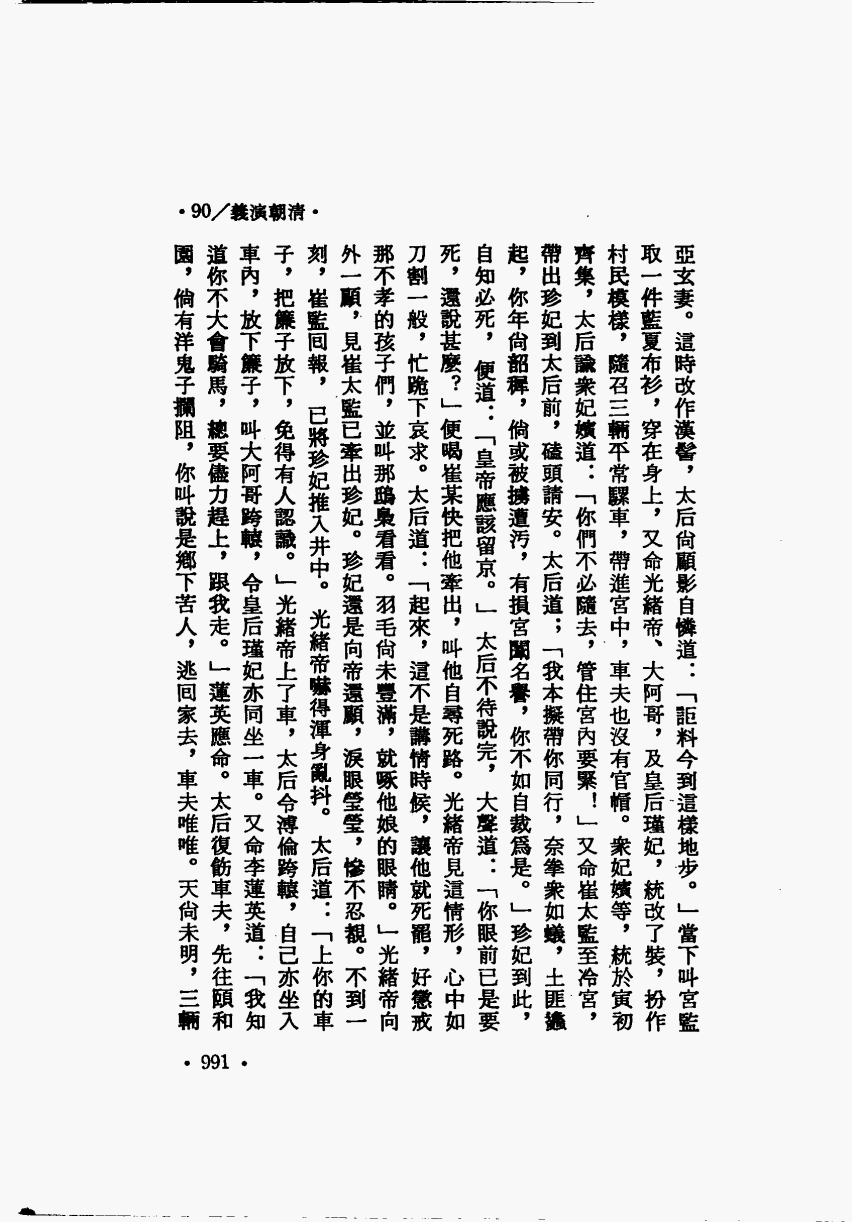 ・90／義演朝清・
亞玄妻。這時改作漢髻，太后尙顧影自憐道：「詎料今到這樣地步。」當下叫宮監
取一件藍夏布衫，穿在身上，又命光緒帝、大阿哥，及皇后瑾妃，統改了裝，扮作
村民模樣，隨召三輛平常騾車，帶進宮中，車夫也沒有官帽。衆妃嬪等，統於寅初
齊集，太后諭衆妃嬪道：「你們不必隨去，管住宮內要緊！」又命崔太監至冷宮，
帶出珍妃到太后前，磕頭請安。太后道；「我本擬帶你同行，奈拳衆如蟻，土匪蠭
起，你年尙韶穉，倘或被擄遭污，有損宮闈名譽，你不如自裁爲是。」珍妃到此，
自知必死，便道：「皇帝應該留京。」太后不待說完，大聲道：「你眼前已是要
死，還說甚麼？」便喝崔某快把他牽出，叫他自尋死路。光緒帝見這情形，心中如
刀割一般，忙跪下哀求。太后道：「起來，這不是講情時候，讓他就死罷，好懲戒
那不孝的孩子們，並叫那鴟梟看看。羽毛尙未豐滿，就啄他娘的眼睛。」光緒帝向
外一顧，見崔太監已牽出珍妃。珍妃還是向帝還顧，淚眼瑩瑩，慘不忍覩。不到一
刻，崔監回報，已將珍妃推入井中。光緒帝嚇得渾身亂抖。太后道：「上你的車
子，把簾子放下，免得有人認識。」光緒帝上了車，太后令溥倫跨轅，自己亦坐入
車內，放下簾子，叫大阿哥跨轅，令皇后瑾妃亦同坐一車。又命李蓮英道：「我知
道你不大會騎馬，總要儘力趕上，跟我走。」蓮英應命。太后復飭車夫，先往頤和
園，倘有洋鬼子攔阻，你叫說是鄉下苦人，逃回家去，車夫唯唯。天尙未明，三輛
・991・